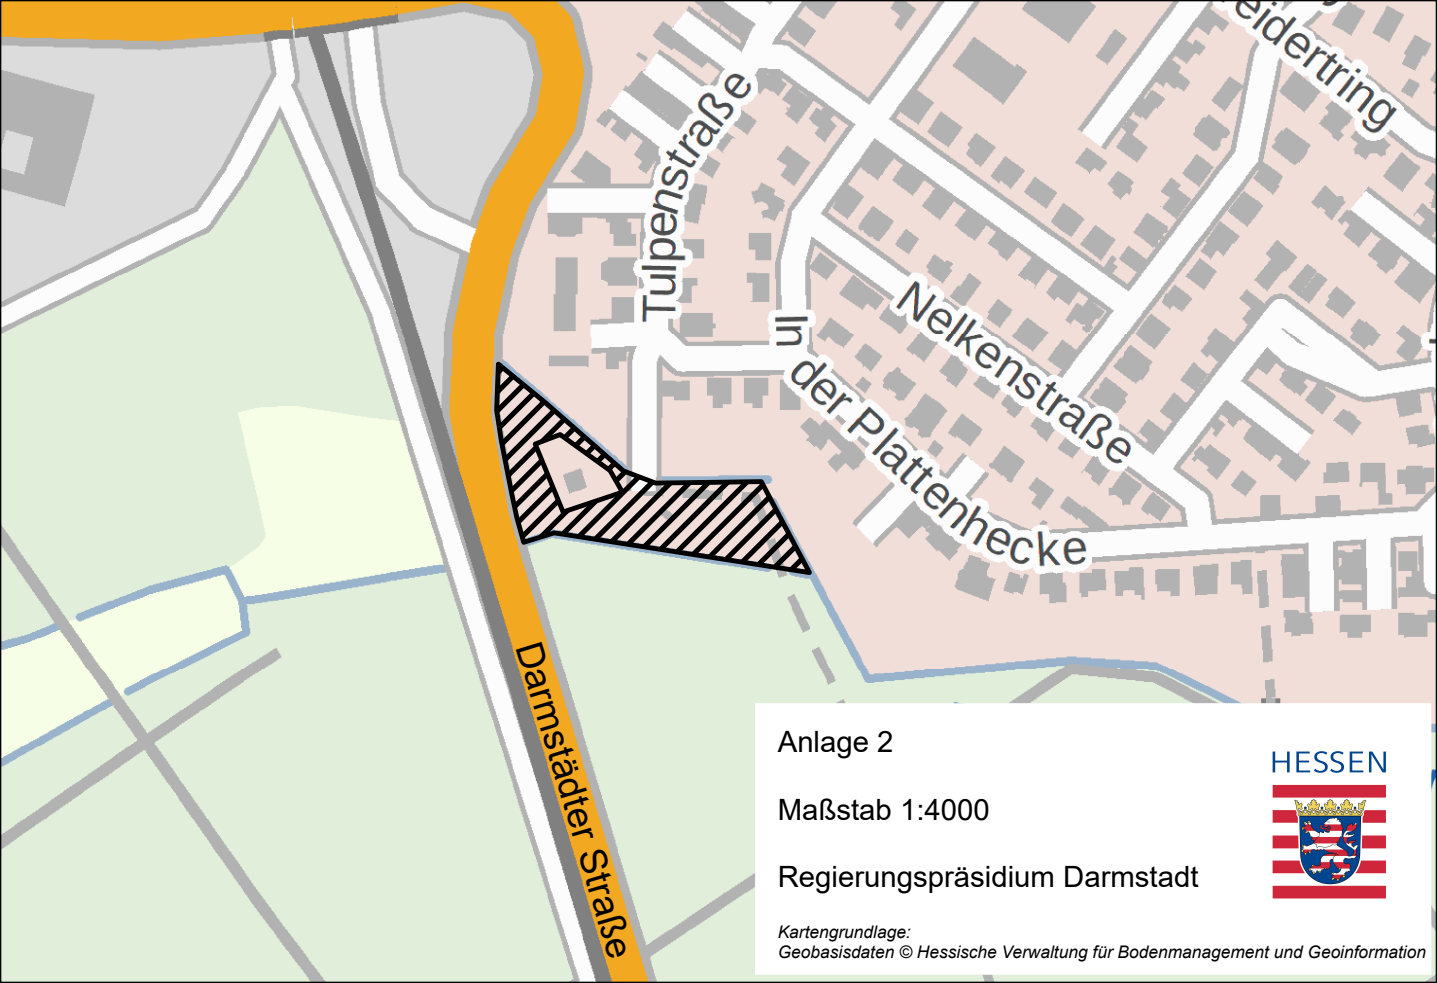 eidertring
Tulpenstraße
Nelkenstraße
In der Plattenhecke
Darmstädter Straße
Anlage 2
HESSEN
Maßstab 1:4000
Regierungspräsidium Darmstadt
Kartengrundlage:
Geobasisdaten © Hessische Verwaltung für Bodenmanagement und Geoinformation